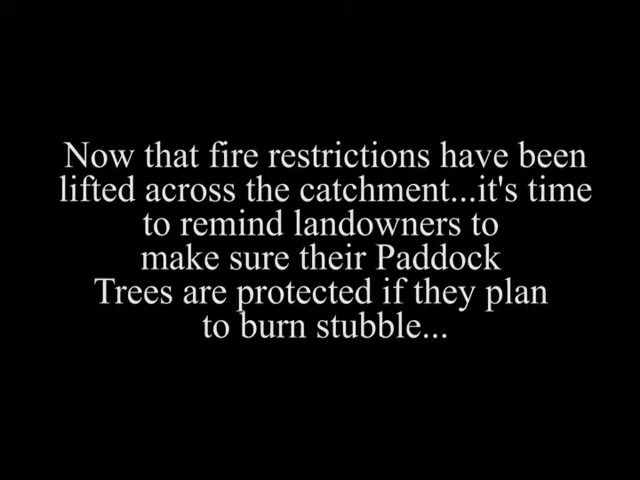 Now that fire restrictions have been
lifted across the catchment...it's time
to remind landowners to
make sure their Paddock
Trees are protected if they plan
to burn stubble...